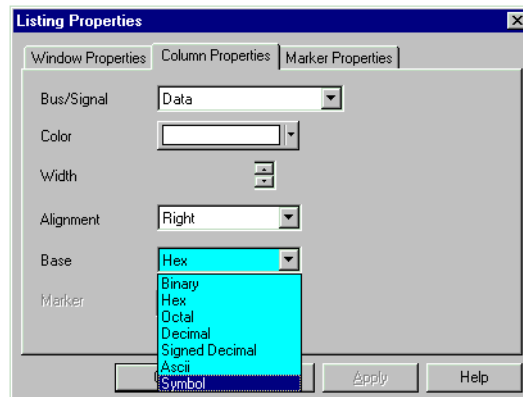 Listing Properties
Window Properties Column Properties Marker Properties
Bus/Signal Data
Color
Width
Alignment Right
Base Hex
Binary
Marker
Hex
Octal
Decimal
Signed Decimal
Ascii
Symbol
Apply Help